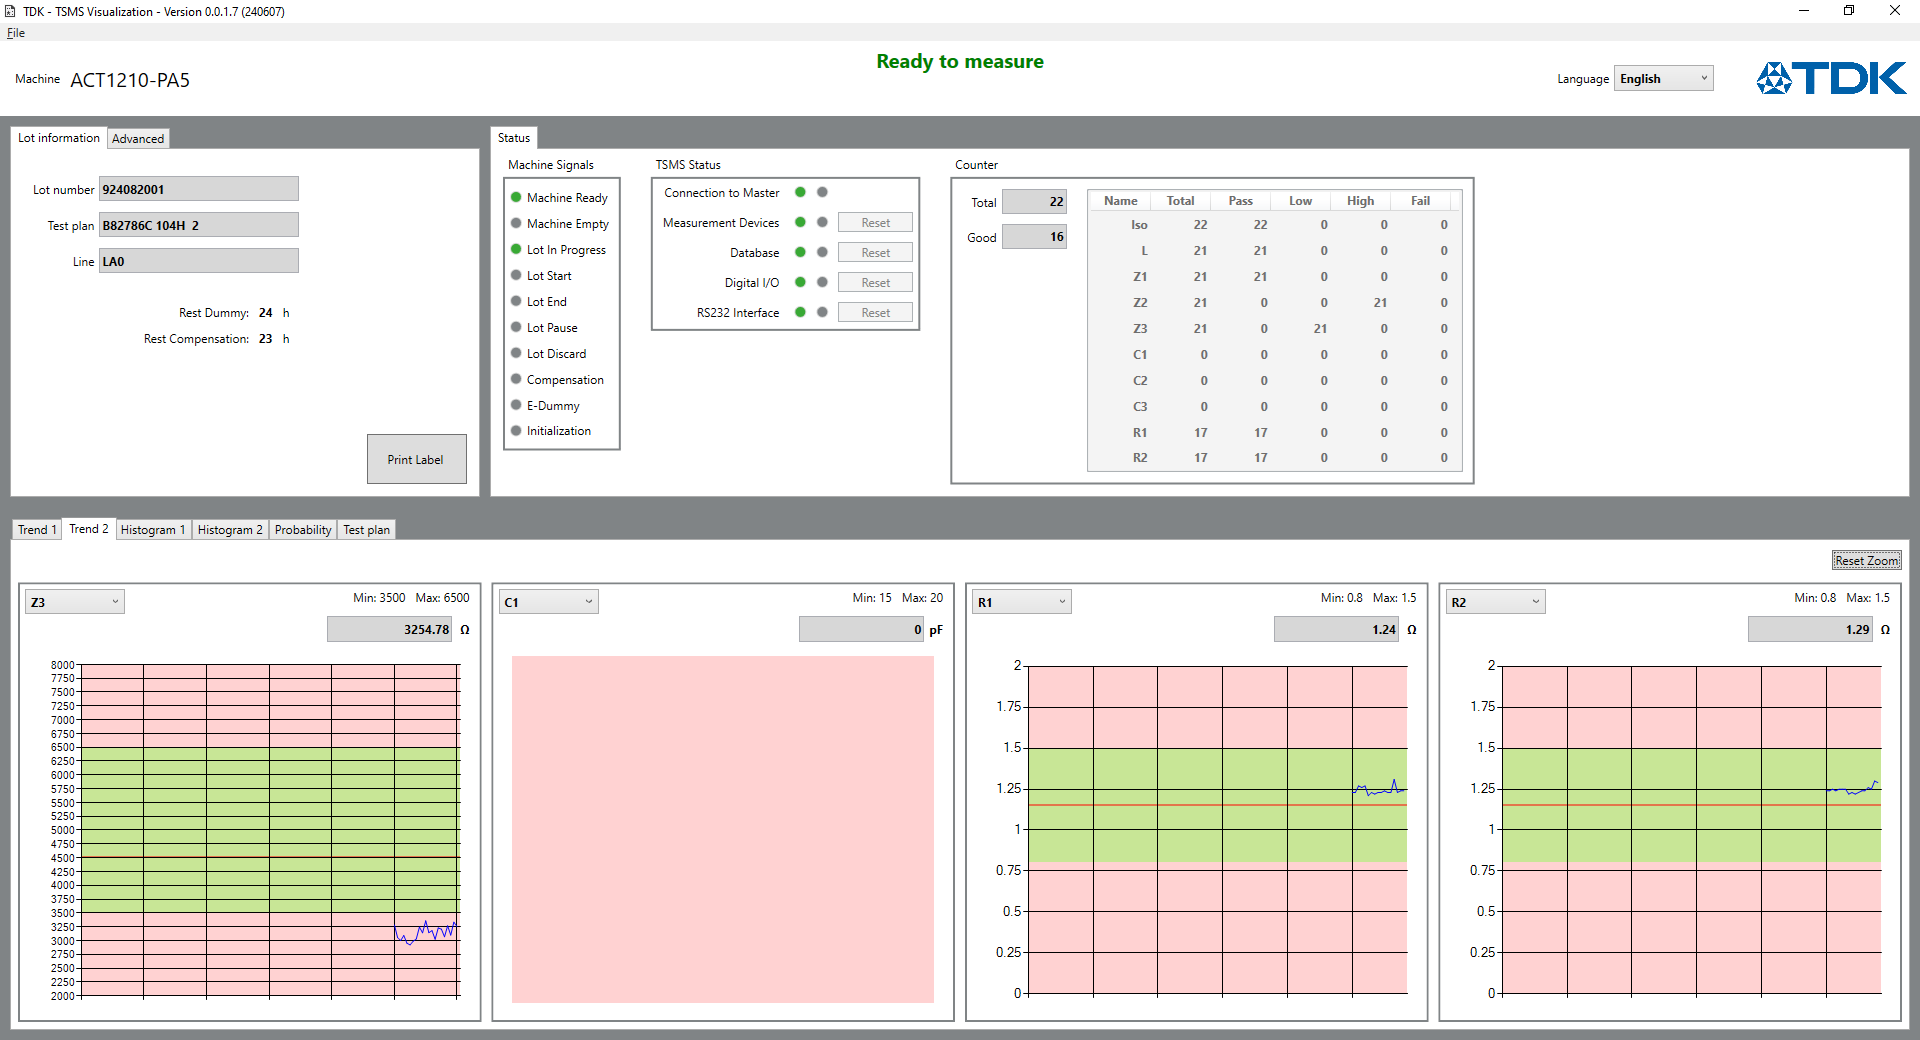 TDK - TSMS Visualization - Version 0.0.1.7 (240607)
File
Ready to measure
Machine ACT1210-PA5
Language English
TDK
Lot information Advanced
Lot number 924082001
Test plan B82786C 104H  2
Line LA0
Rest Dummy: 24 h
Rest Compensation: 23 h
Print Label
Status
Machine Signals
Machine Ready
Machine Empty
Lot In Progress
Lot Start
Lot End
Lot Pause
Lot Discard
Compensation
E-Dummy
Initialization
TSMS Status
Connection to Master
Measurement Devices Reset
Database Reset
Digital I/O Reset
RS232 Interface Reset
Counter
Total 22
Good 16
Name Total Pass Low High Fail
Iso 22 22 0 0 0
L 21 21 0 0 0
Z1 21 21 0 0 0
Z2 21 0 0 21 0
Z3 21 0 21 0 0
C1 0 0 0 0 0
C2 0 0 0 0 0
C3 0 0 0 0 0
R1 17 17 0 0 0
R2 17 17 0 0 0
Trend 1 Trend 2 Histogram 1 Histogram 2 Probability Test plan
Reset Zoom
Z3 Min: 3500 Max: 6500
3254.78 Ω
8000
7750
7500
7250
7000
6750
6500
6250
6000
5750
5500
5250
5000
4750
4500
4250
4000
3750
3500
3250
3000
2750
2500
2250
2000
C1 Min: 15 Max: 20
0 pF
R1 Min: 0.8 Max: 1.5
1.24 Ω
2
1.75
1.5
1.25
1
0.75
0.5
0.25
0
R2 Min: 0.8 Max: 1.5
1.29 Ω
2
1.75
1.5
1.25
1
0.75
0.5
0.25
0